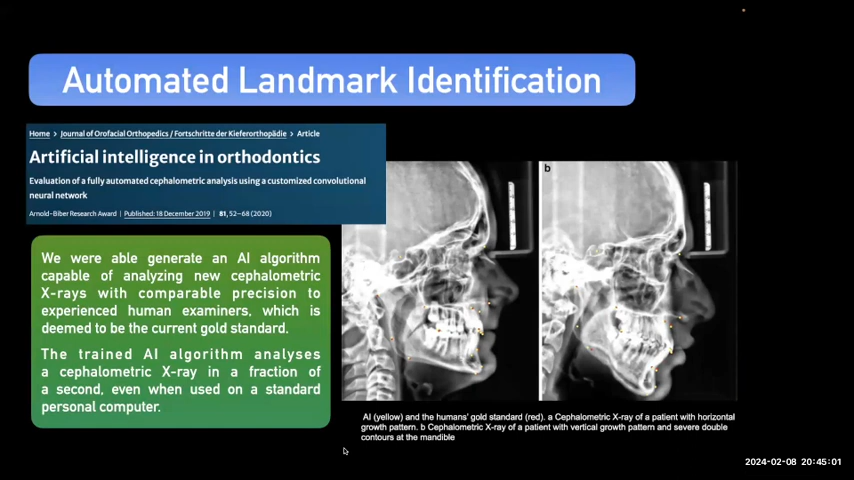 Automated Landmark Identification
Home > Journal of Orofacial Orthopedics / Fortschritte der Kieferorthopädie > Article
Artificial intelligence in orthodontics
Evaluation of a fully automated cephalometric analysis using a customized convolutional
neural network
Arnold-Biber Research Award | Published: 18 December 2019 | 81, 52–68 (2020)
We were able generate an AI algorithm
capable of analyzing new cephalometric
X-rays with comparable precision to
experienced human examiners, which is
deemed to be the current gold standard.
The trained AI algorithm analyses
a cephalometric X-ray in a fraction of
a second, even when used on a standard
personal computer.
b
AI (yellow) and the humans' gold standard (red). a Cephalometric X-ray of a patient with horizontal
growth pattern. b Cephalometric X-ray of a patient with vertical growth pattern and severe double
contours at the mandible
2024-02-08 20:45:01